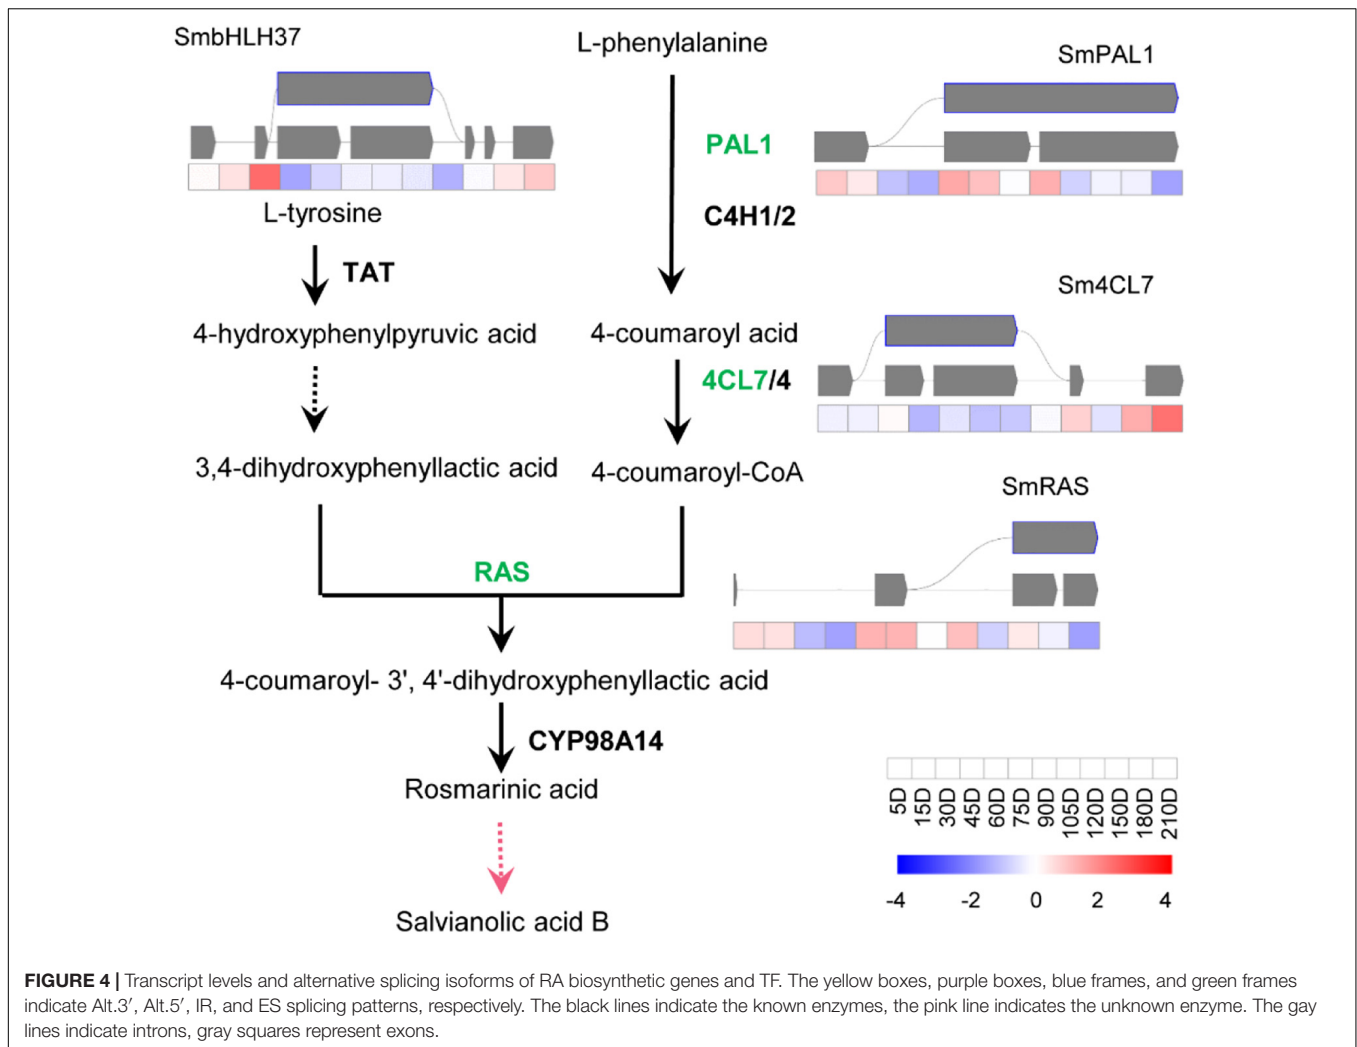 SmbHLH37
L-phenylalanine
SmPAL1
PAL1
C4H1/2
L-tyrosine
TAT
Sm4CL7
4-hydroxyphenylpyruvic acid
4-coumaroyl acid
4CL7/4
3,4-dihydroxyphenyllactic acid
4-coumaroyl-CoA
SmRAS
RAS
4-coumaroyl- 3', 4'-dihydroxyphenyllactic acid
CYP98A14
Rosmarinic acid
Salvianolic acid B
5D
15D
30D
45D
60D
75D
90D
105D
120D
150D
180D
210D
-4 -2 0 2 4
FIGURE 4 | Transcript levels and alternative splicing isoforms of RA biosynthetic genes and TF. The yellow boxes, purple boxes, blue frames, and green frames
indicate Alt.3′, Alt.5′, IR, and ES splicing patterns, respectively. The black lines indicate the known enzymes, the pink line indicates the unknown enzyme. The gay
lines indicate introns, gray squares represent exons.